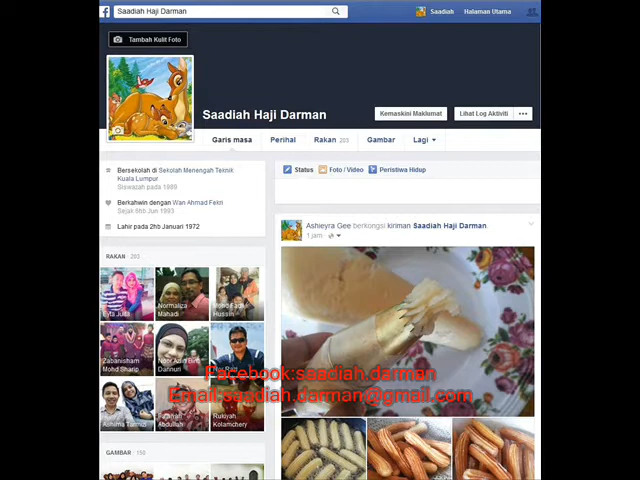 Saadiah Haji Darman
Saadiah
Halaman Utama
Tambah Kulit Foto
Saadiah Haji Darman
Kemaskini Maklumat
Lihat Log Aktiviti
Garis masa
Perihal
Rakan 203
Gambar
Lagi
Bersekolah di Sekolah Menengah Teknik
Kuala Lumpur
Siswazah pada 1989
Berkahwin dengan Wan Ahmad Fekri
Sejak 6hb Jun 1993
Lahir pada 2hb Januari 1972
Status
Foto / Video
Peristiwa Hidup
Ashieyra Gee berkongsi kiriman Saadiah Haji Darman.
1 jam
RAKAN · 203
Normaliza
Mahadi
Hussin
Zabanisham
Mohd Sharip
Facebook:saadiah.darman
Email:saadiah.darman@gmail.com
Abdullah
Rukiyah
Kolamchery
GAMBAR · 150